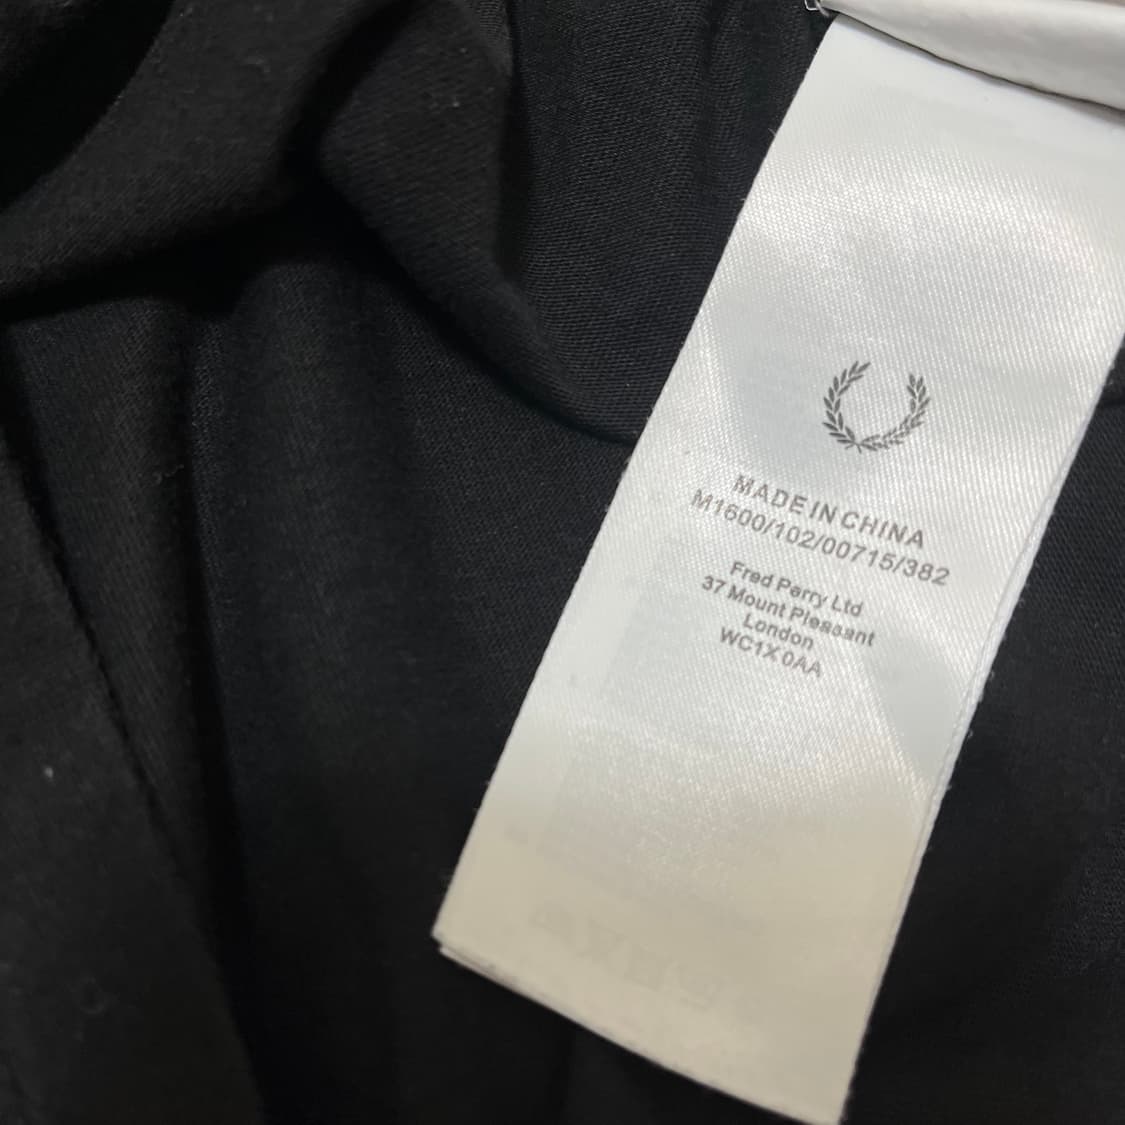 MADE IN CHINA
M1600/102/00715/382
Fred Perry Ltd
37 Mount Pleasant
London
WC1X 0AA